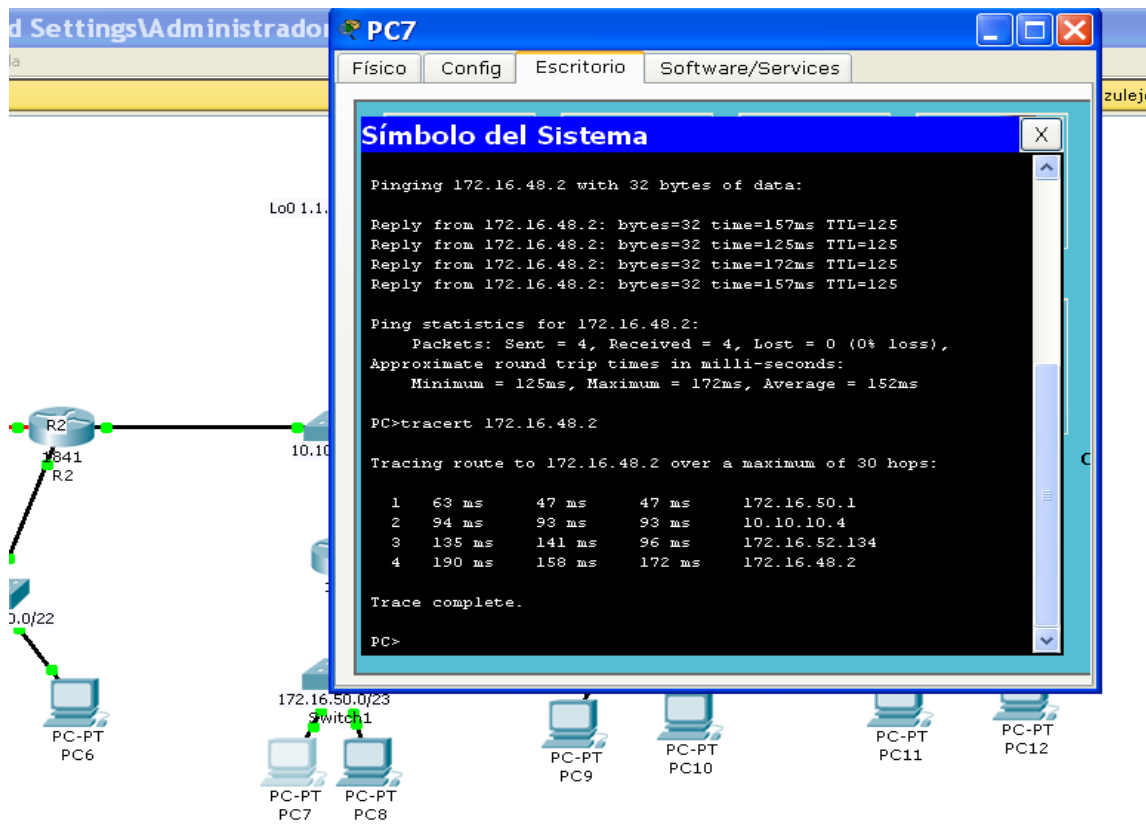 d Settings\Administrador
PC7
Físico Config Escritorio Software/Services
zulej
Símbolo del Sistema X
Pinging 172.16.48.2 with 32 bytes of data:
Reply from 172.16.48.2: bytes=32 time=157ms TTL=125
Reply from 172.16.48.2: bytes=32 time=125ms TTL=125
Reply from 172.16.48.2: bytes=32 time=172ms TTL=125
Reply from 172.16.48.2: bytes=32 time=157ms TTL=125
Ping statistics for 172.16.48.2:
Packets: Sent = 4, Received = 4, Lost = 0 (0% loss),
Approximate round trip times in milli-seconds:
Minimum = 125ms, Maximum = 172ms, Average = 152ms
PC>tracert 172.16.48.2
Tracing route to 172.16.48.2 over a maximum of 30 hops:
1 63 ms 47 ms 47 ms 172.16.50.1
2 94 ms 93 ms 93 ms 10.10.10.4
3 135 ms 141 ms 96 ms 172.16.52.134
4 190 ms 158 ms 172 ms 172.16.48.2
Trace complete.
PC>
Lo0 1.1.
R2
1841
R2
10.10
0.0/22
172.16.50.0/23
Switch1
PC-PT
PC6
PC-PT
PC7
PC-PT
PC8
PC-PT
PC9
PC-PT
PC10
PC-PT
PC11
PC-PT
PC12